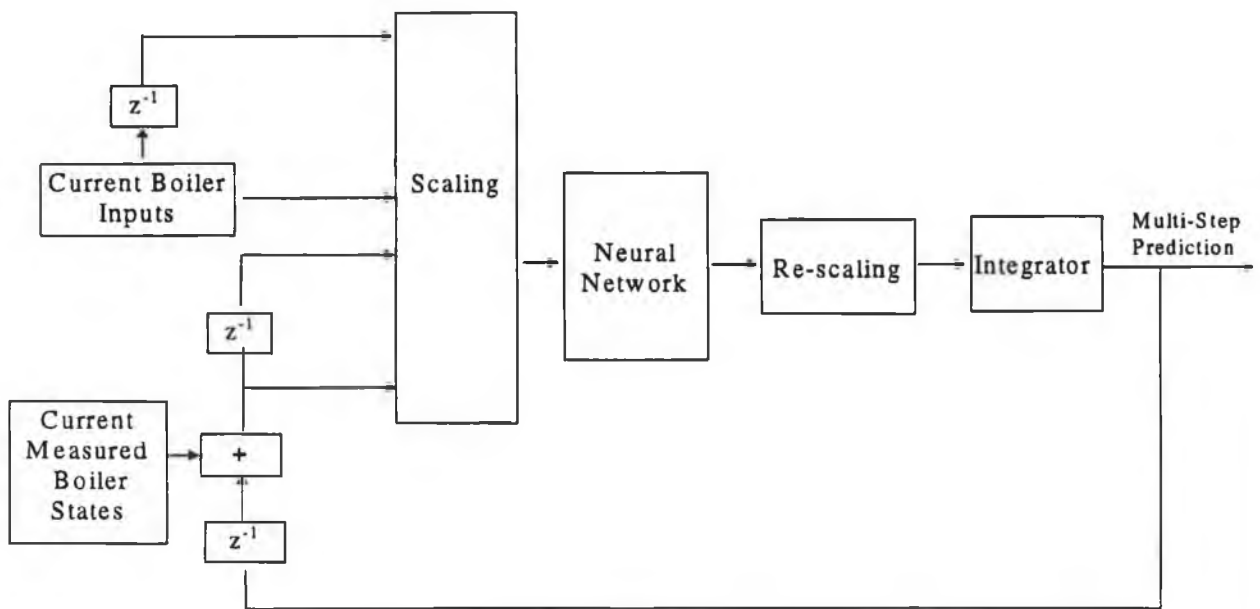 z⁻¹
Current Boiler
Inputs
Scaling
z⁻¹
Current
Measured
Boiler
States
+
z⁻¹
Neural
Network
Re-scaling
Integrator
Multi-Step
Prediction